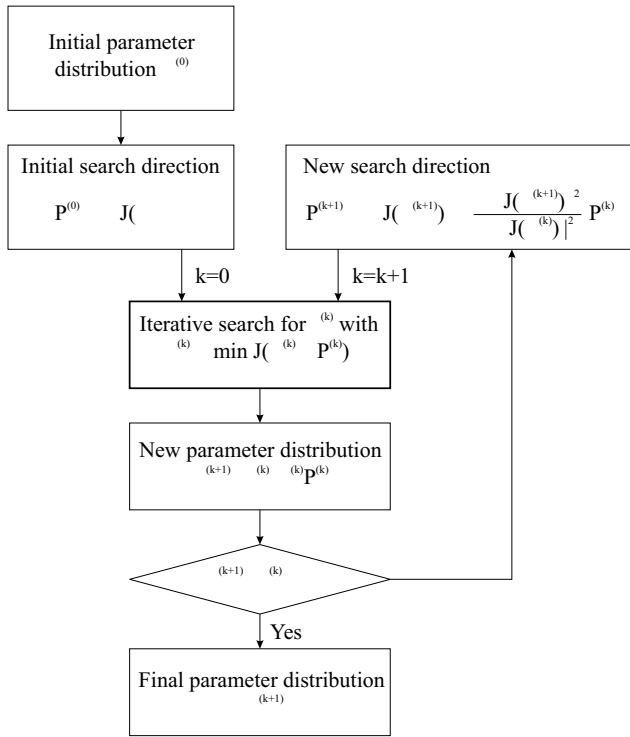 Initial parameter
distribution (0)
Initial search direction
P(0) J(
New search direction
P(k+1) J( (k+1)) J( (k+1)) 2 P(k)
J( (k)) |2
k=0
k=k+1
Iterative search for (k) with
(k) min J( (k) P(k))
New parameter distribution
(k+1) (k) (k)P(k)
(k+1) (k)
Yes
Final parameter distribution
(k+1)